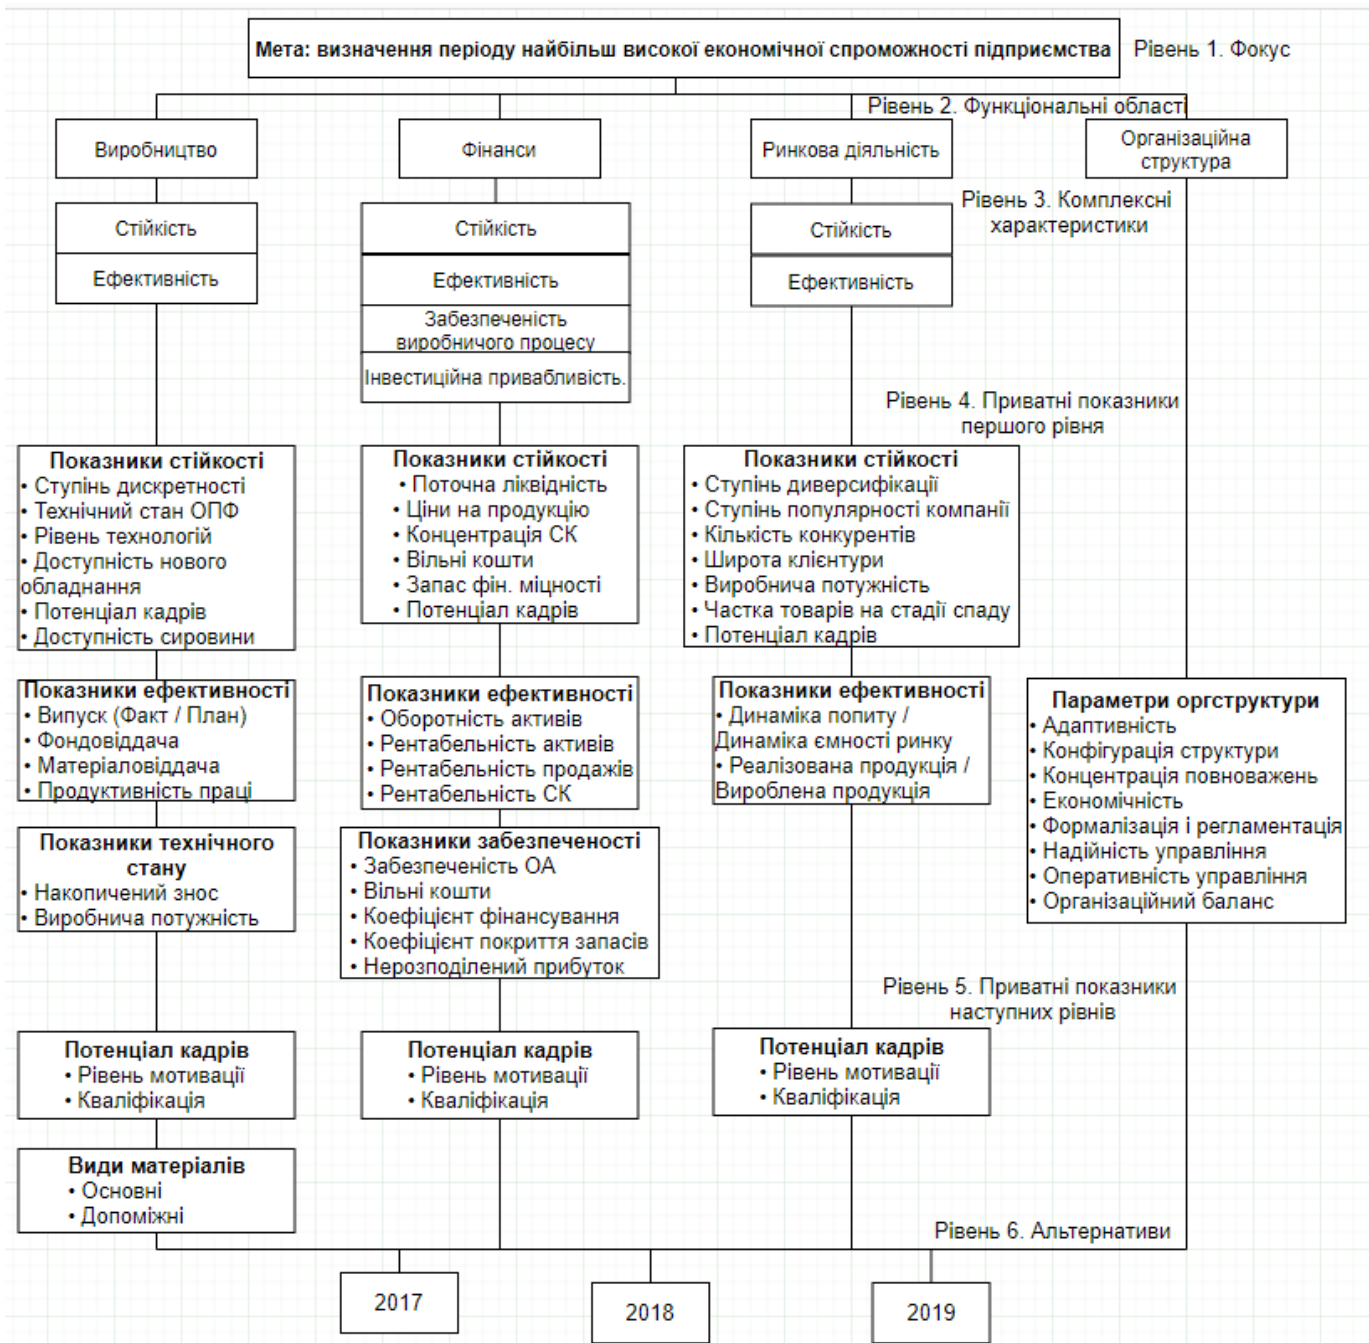 Мета: визначення періоду найбільш високої економічної спроможності підприємства
Рівень 1. Фокус
Рівень 2. Функціональні області
Виробництво
Фінанси
Ринкова діяльність
Організаційна
структура
Рівень 3. Комплексні
характеристики
Стійкість
Ефективність
Стійкість
Ефективність
Забезпеченість
виробничого процесу
Інвестиційна привабливість.
Стійкість
Ефективність
Рівень 4. Приватні показники
першого рівня
Показники стійкості
• Ступінь дискретності
• Технічний стан ОПФ
• Рівень технологій
• Доступність нового
обладнання
• Потенціал кадрів
• Доступність сировини
Показники стійкості
• Поточна ліквідність
• Ціни на продукцію
• Концентрація СК
• Вільні кошти
• Запас фін. міцності
• Потенціал кадрів
Показники стійкості
• Ступінь диверсифікації
• Ступінь популярності компанії
• Кількість конкурентів
• Широта клієнтури
• Виробнича потужність
• Частка товарів на стадії спаду
• Потенціал кадрів
Показники ефективності
• Випуск (Факт / План)
• Фондовіддача
• Матеріаловіддача
• Продуктивність праці
Показники ефективності
• Оборотність активів
• Рентабельність активів
• Рентабельність продажів
• Рентабельність СК
Показники ефективності
• Динаміка попиту /
Динаміка ємності ринку
• Реалізована продукція /
Вироблена продукція
Параметри оргструктури
• Адаптивність
• Конфігурація структури
• Концентрація повноважень
• Економічність
• Формалізація і регламентація
• Надійність управління
• Оперативність управління
• Організаційний баланс
Показники технічного
стану
• Накопичений знос
• Виробнича потужність
Показники забезпеченості
• Забезпеченість ОА
• Вільні кошти
• Коефіцієнт фінансування
• Коефіцієнт покриття запасів
• Нерозподілений прибуток
Рівень 5. Приватні показники
наступних рівнів
Потенціал кадрів
• Рівень мотивації
• Кваліфікація
Потенціал кадрів
• Рівень мотивації
• Кваліфікація
Потенціал кадрів
• Рівень мотивації
• Кваліфікація
Види матеріалів
• Основні
• Допоміжні
Рівень 6. Альтернативи
2017
2018
2019